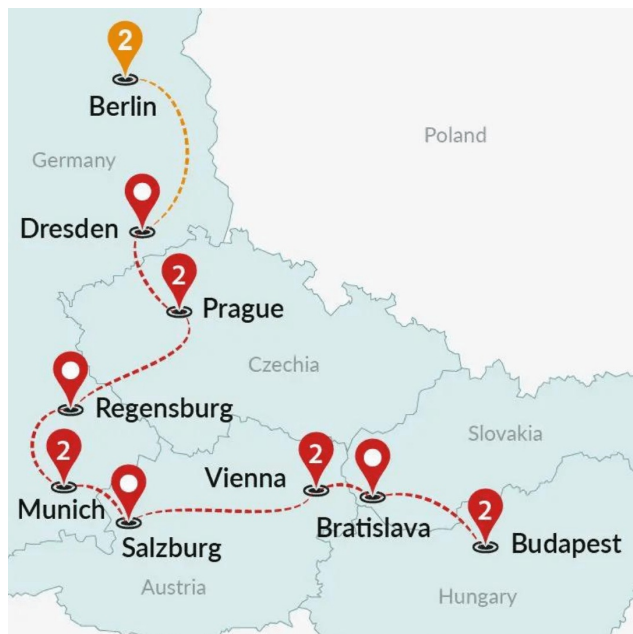 2
Berlin
Poland
Germany
Dresden
2
Prague
Czechia
Regensburg
Slovakia
2
Munich
Vienna
2
Salzburg
Bratislava
2
Budapest
Austria
Hungary